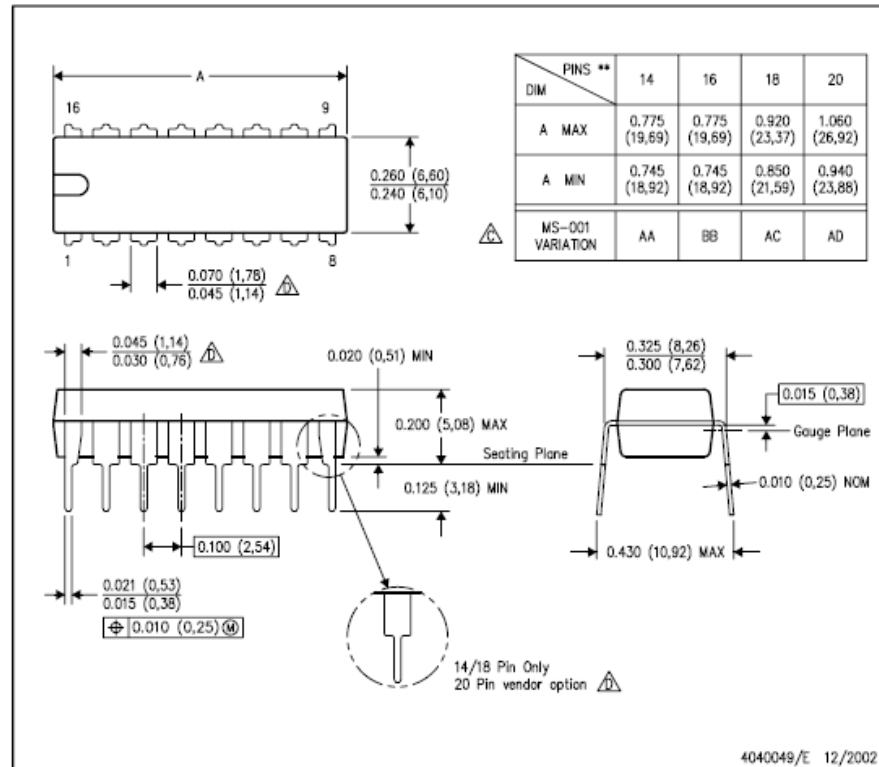 A
16
9
0.260 (6,60)
0.240 (6,10)
1
8
0.070 (1,78)
0.045 (1,14)
D
PINS **
DIM
14 16 18 20
A MAX
0.775 (19,69)
0.775 (19,69)
0.920 (23,37)
1.060 (26,92)
A MIN
0.745 (18,92)
0.745 (18,92)
0.850 (21,59)
0.940 (23,88)
C
MS-001 VARIATION
AA BB AC AD
0.045 (1,14)
0.030 (0,76)
D
0.020 (0,51) MIN
0.200 (5,08) MAX
Seating Plane
0.125 (3,18) MIN
0.100 (2,54)
0.021 (0,53)
0.015 (0,38)
⌖ 0.010 (0,25) Ⓜ
0.325 (8,26)
0.300 (7,62)
0.015 (0,38)
Gauge Plane
0.010 (0,25) NOM
0.430 (10,92) MAX
14/18 Pin Only
20 Pin vendor option D
4040049/E 12/2002